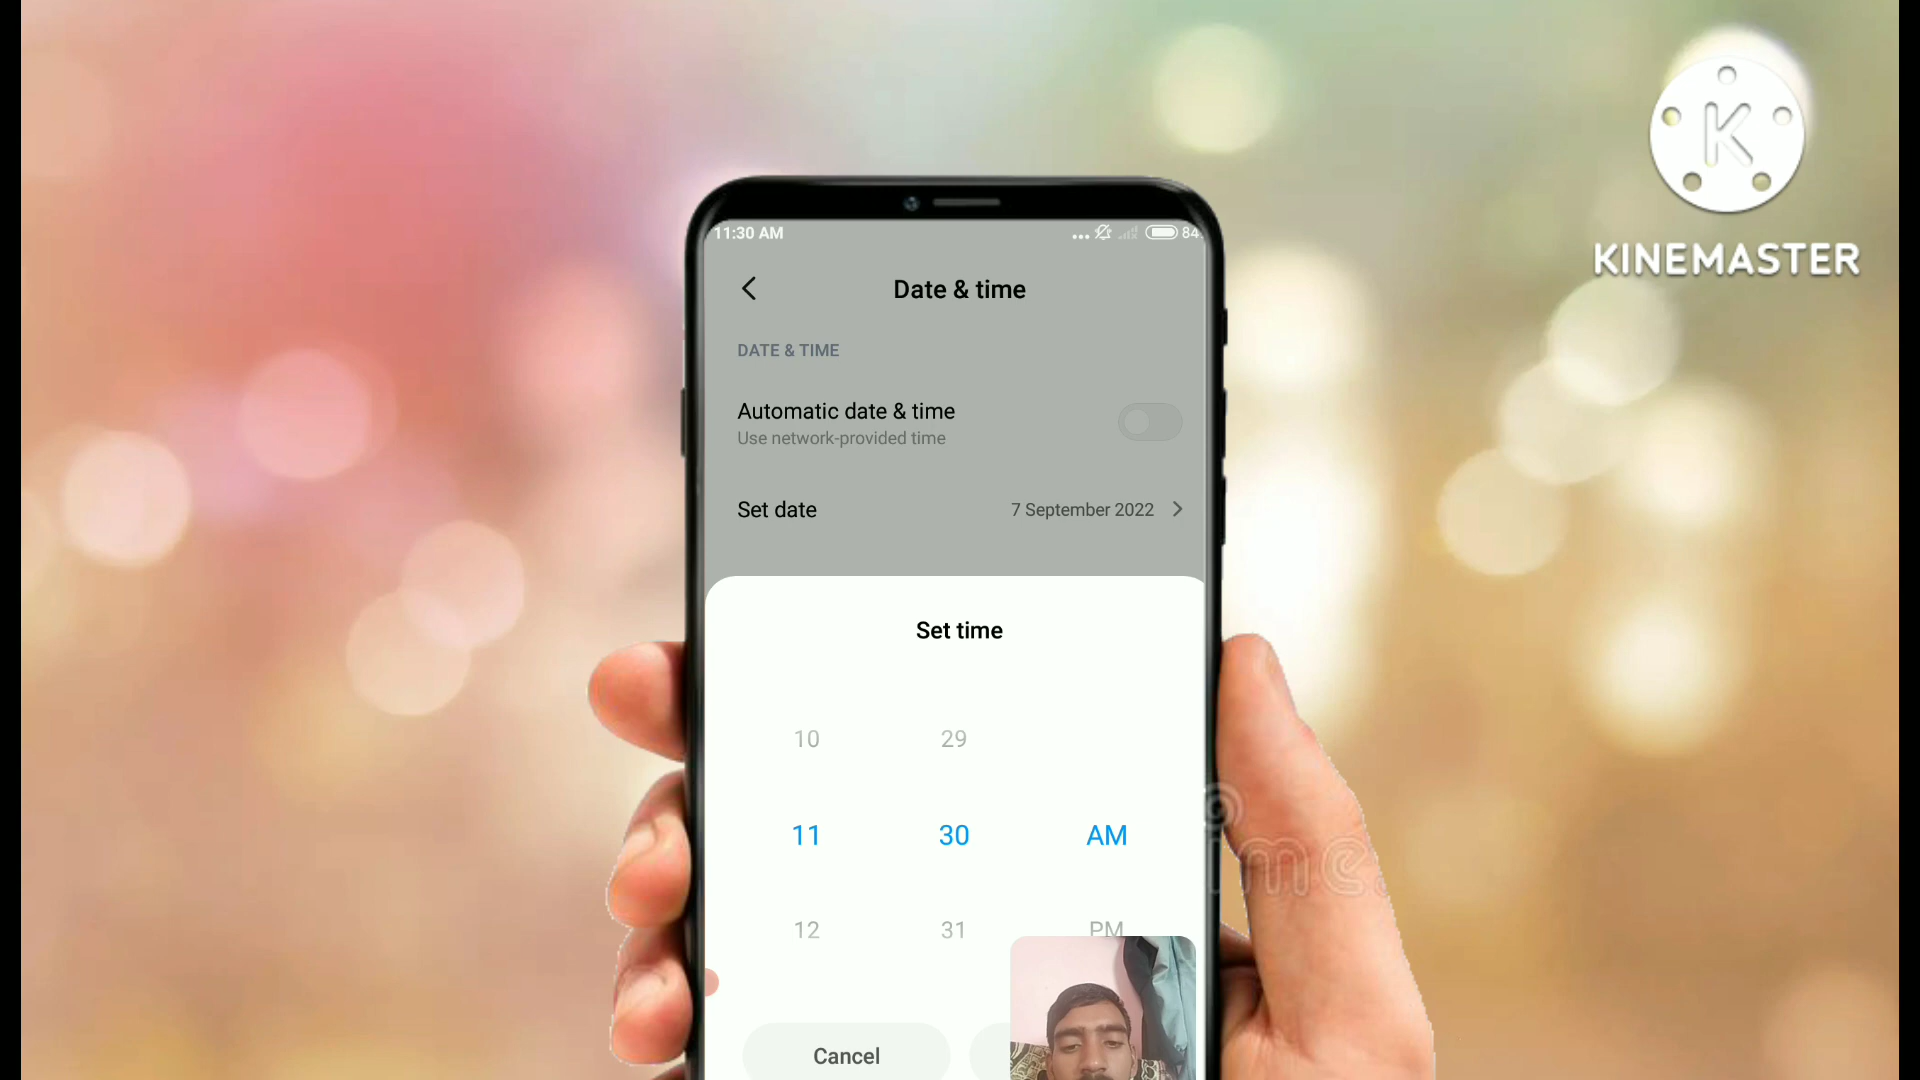 KINEMASTER
11:30 AM
84
Date & time
DATE & TIME
Automatic date & time
Use network-provided time
Set date 7 September 2022
Set time
10 29
11 30 AM
12 31 PM
Cancel